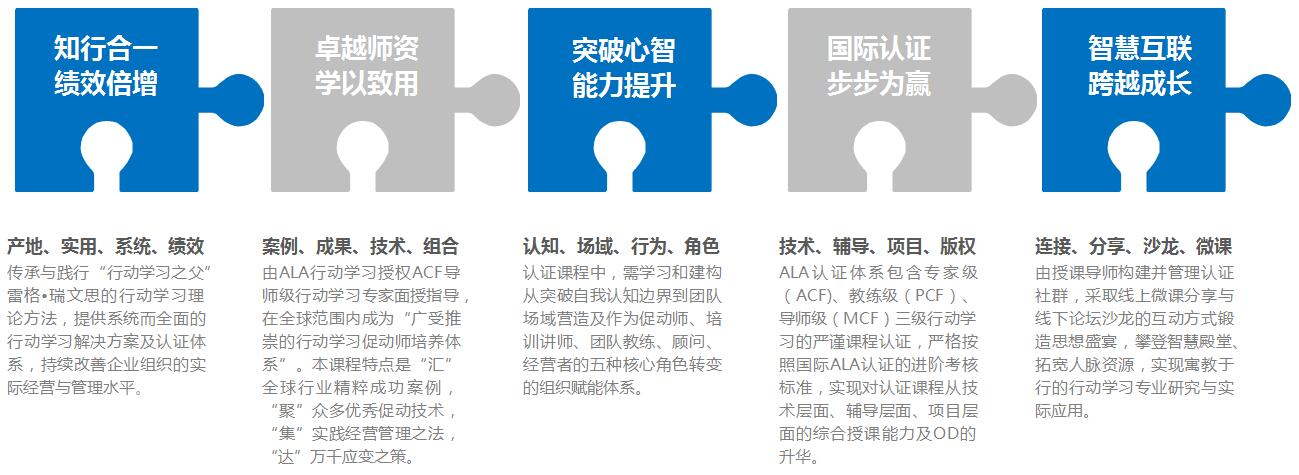 知行合一
绩效倍增
卓越师资
学以致用
突破心智
能力提升
国际认证
步步为赢
智慧互联
跨越成长
产地、实用、系统、绩效
传承与践行“行动学习之父”
雷格•瑞文思的行动学习理
论方法，提供系统而全面的
行动学习解决方案及认证体
系，持续改善企业组织的实
际经营与管理水平。
案例、成果、技术、组合
由ALA行动学习授权ACF导
师级行动学习专家面授指导，
在全球范围内成为“广受推
崇的行动学习促动师培养体
系”。本课程特点是“汇”
全球行业精粹成功案例，
“聚”众多优秀促动技术，
“集”实践经营管理之法，
“达”万千应变之策。
认知、场域、行为、角色
认证课程中，需学习和建构
从突破自我认知边界到团队
场域营造及作为促动师、培
训讲师、团队教练、顾问、
经营者的五种核心角色转变
的组织赋能体系。
技术、辅导、项目、版权
ALA认证体系包含专家级
（ACF)、教练级（PCF）、
导师级（MCF）三级行动学
习的严谨课程认证，严格按
照国际ALA认证的进阶考核
标准，实现对认证课程从技
术层面、辅导层面、项目层
面的综合授课能力及OD的
升华。
连接、分享、沙龙、微课
由授课导师构建并管理认证
社群，采取线上微课分享与
线下论坛沙龙的互动方式锻
造思想盛宴，攀登智慧殿堂、
拓宽人脉资源，实现寓教于
行的行动学习专业研究与实
际应用。